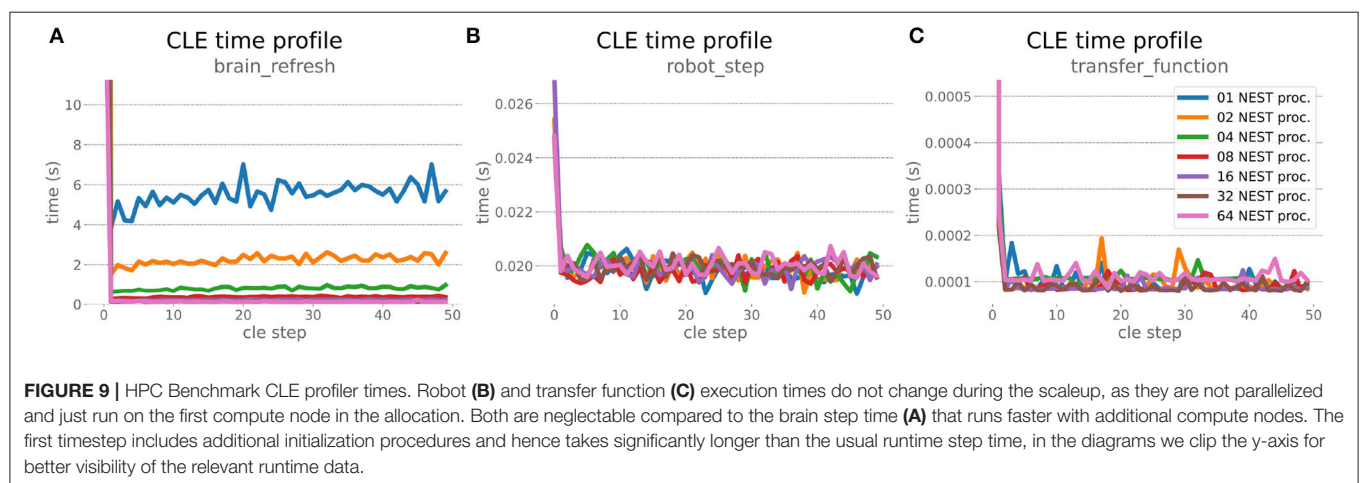 A
CLE time profile
brain_refresh
time (s)
10
8
6
4
2
0
0 10 20 30 40 50
cle step
B
CLE time profile
robot_step
time (s)
0.026
0.024
0.022
0.020
0 10 20 30 40 50
cle step
C
CLE time profile
transfer_function
time (s)
0.0005
0.0004
0.0003
0.0002
0.0001
0 10 20 30 40 50
cle step
01 NEST proc.
02 NEST proc.
04 NEST proc.
08 NEST proc.
16 NEST proc.
32 NEST proc.
64 NEST proc.
FIGURE 9 | HPC Benchmark CLE profiler times. Robot (B) and transfer function (C) execution times do not change during the scaleup, as they are not parallelized
and just run on the first compute node in the allocation. Both are neglectable compared to the brain step time (A) that runs faster with additional compute nodes. The
first timestep includes additional initialization procedures and hence takes significantly longer than the usual runtime step time, in the diagrams we clip the y-axis for
better visibility of the relevant runtime data.